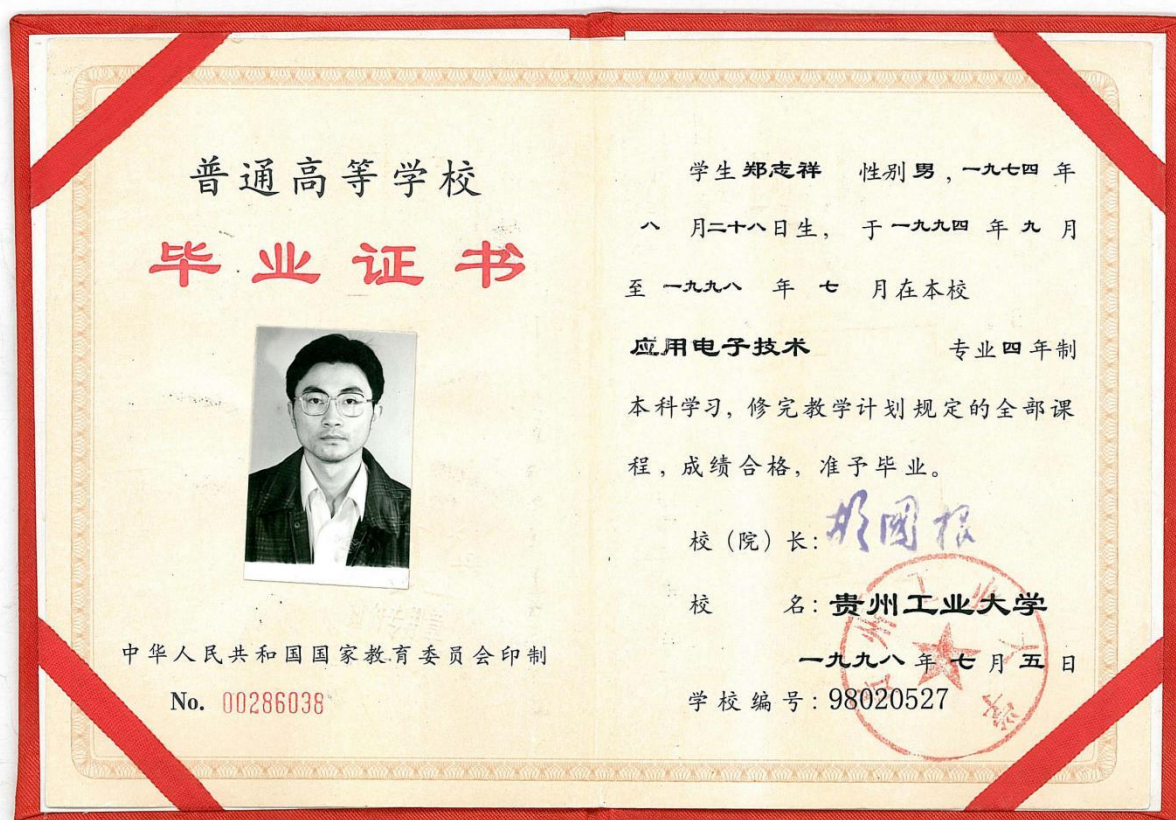 普通高等学校
毕业证书
中华人民共和国国家教育委员会印制
No. 00286038
学生郑志祥 性别男，一九七四年
八月二十八日生，于一九九四年九月
至一九九八年七月在本校
应用电子技术 专业四年制
本科学习，修完教学计划规定的全部课
程，成绩合格，准予毕业。
校（院）长：
校 名：贵州工业大学
一九九八年七月五日
学校编号：98020527
贵州工业大学